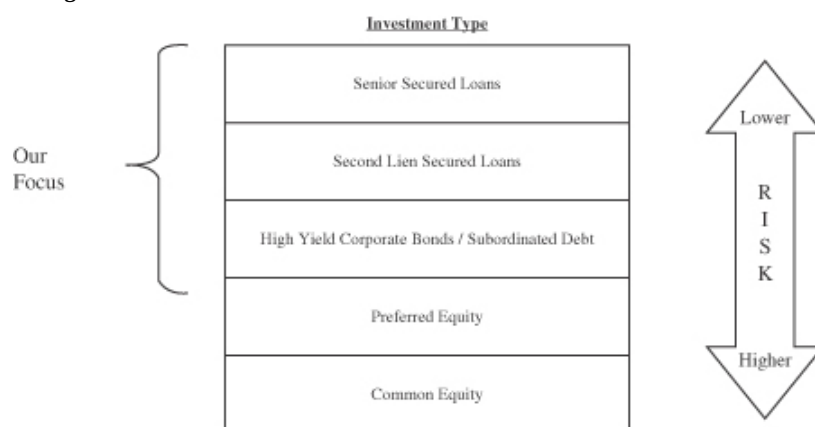 Investment Type
Senior Secured Loans
Lower
Our
Focus
Second Lien Secured Loans
R
I
S
K
High Yield Corporate Bonds / Subordinated Debt
Preferred Equity
Higher
Common Equity